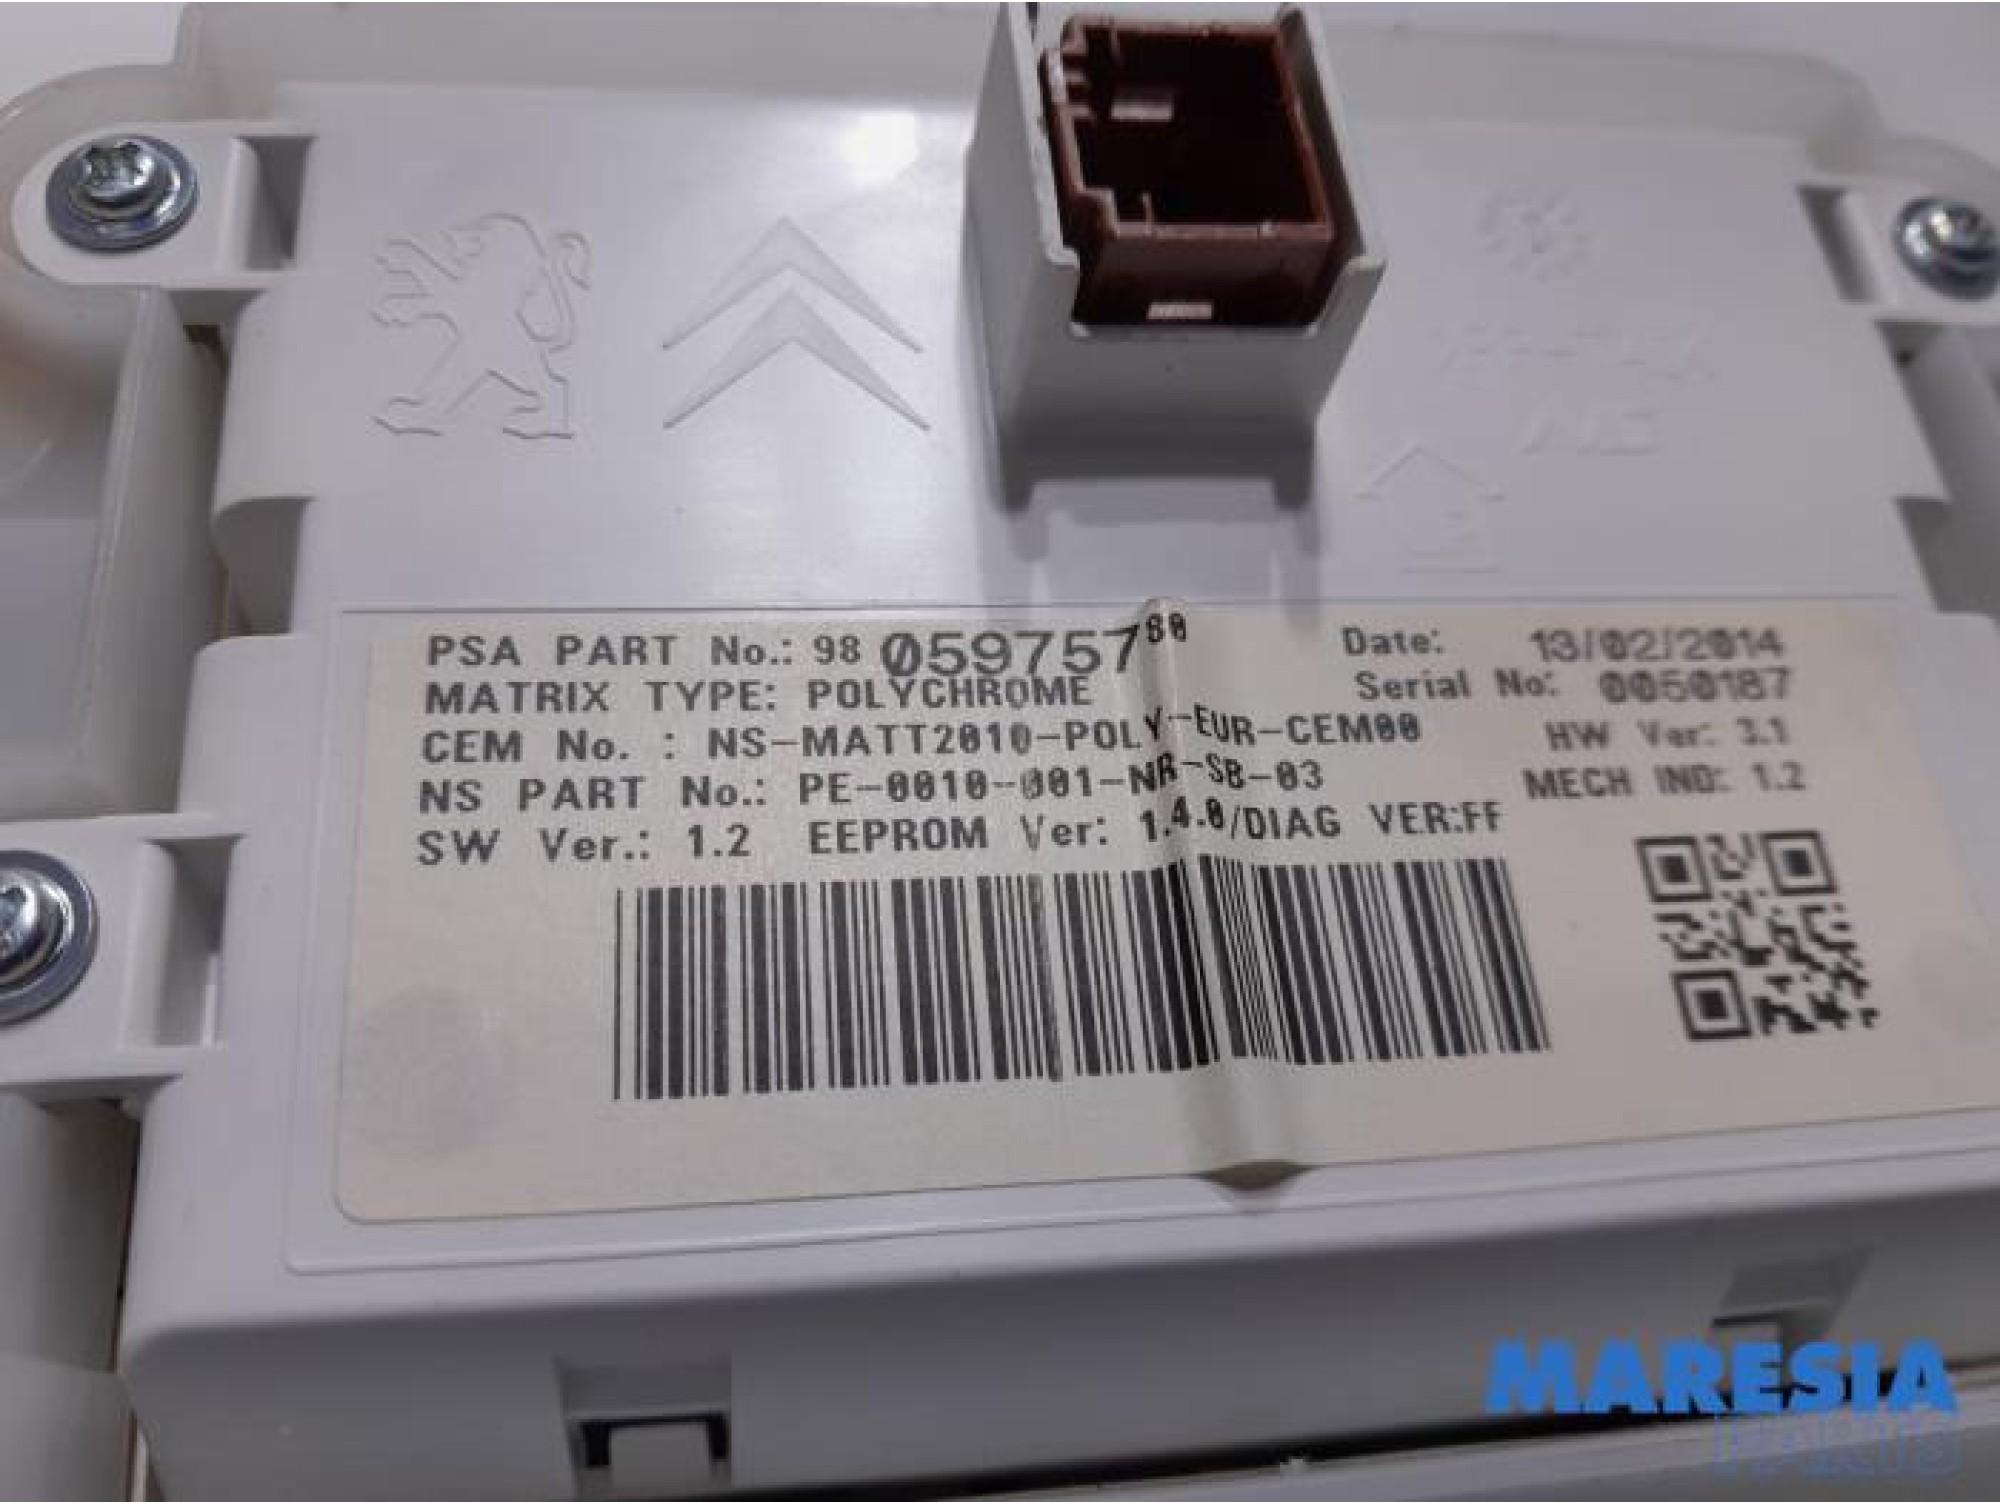 PSA PART No.: 98 059757 80
Date: 13/02/2014
MATRIX TYPE: POLYCHROME
Serial No: 0050187
CEM No. : NS-MATT2010-POLY-EUR-CEM00
HW Ver: 3.1
NS PART No.: PE-0010-001-NR-SB-03
MECH IND: 1.2
SW Ver.: 1.2 EEPROM Ver: 1.4.0/DIAG VER:FF
MARESIA
PARTS